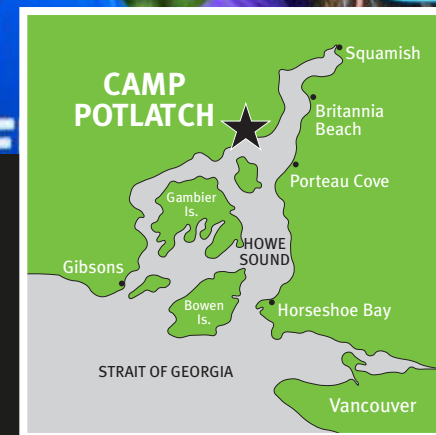 Squamish
CAMP
POTLATCH
Britannia
Beach
Porteau Cove
Gambier
Is.
HOWE
SOUND
Gibsons
Bowen
Is.
Horseshoe Bay
STRAIT OF GEORGIA
Vancouver